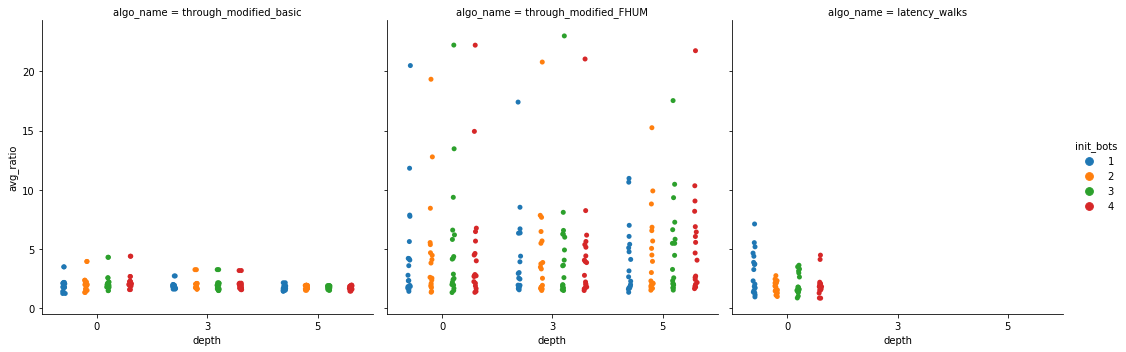 algo_name = through_modified_basic
algo_name = through_modified_FHUM
algo_name = latency_walks
avg_ratio
20
15
10
5
0
init_bots
1
2
3
4
0 3 5
0 3 5
0 3 5
depth
depth
depth